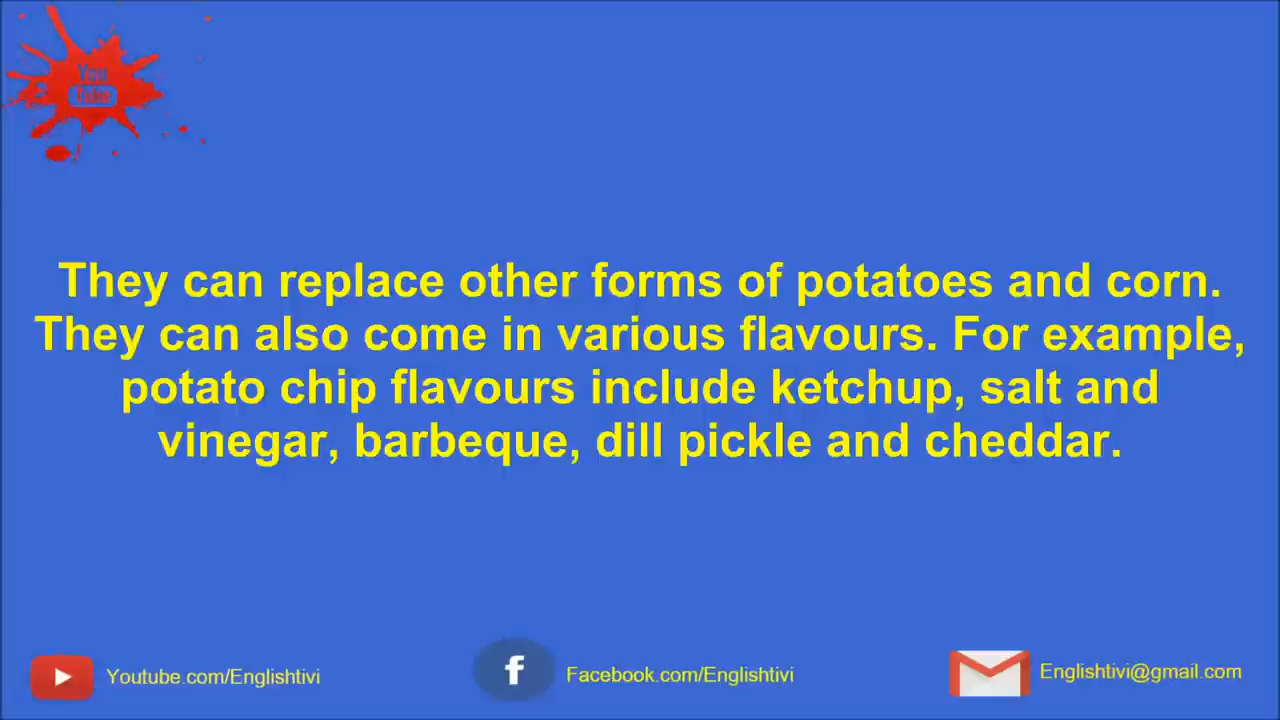 You
Tube
They can replace other forms of potatoes and corn.
They can also come in various flavours. For example,
potato chip flavours include ketchup, salt and
vinegar, barbeque, dill pickle and cheddar.
Youtube.com/Englishtivi
f
Facebook.com/Englishtivi
Englishtivi@gmail.com